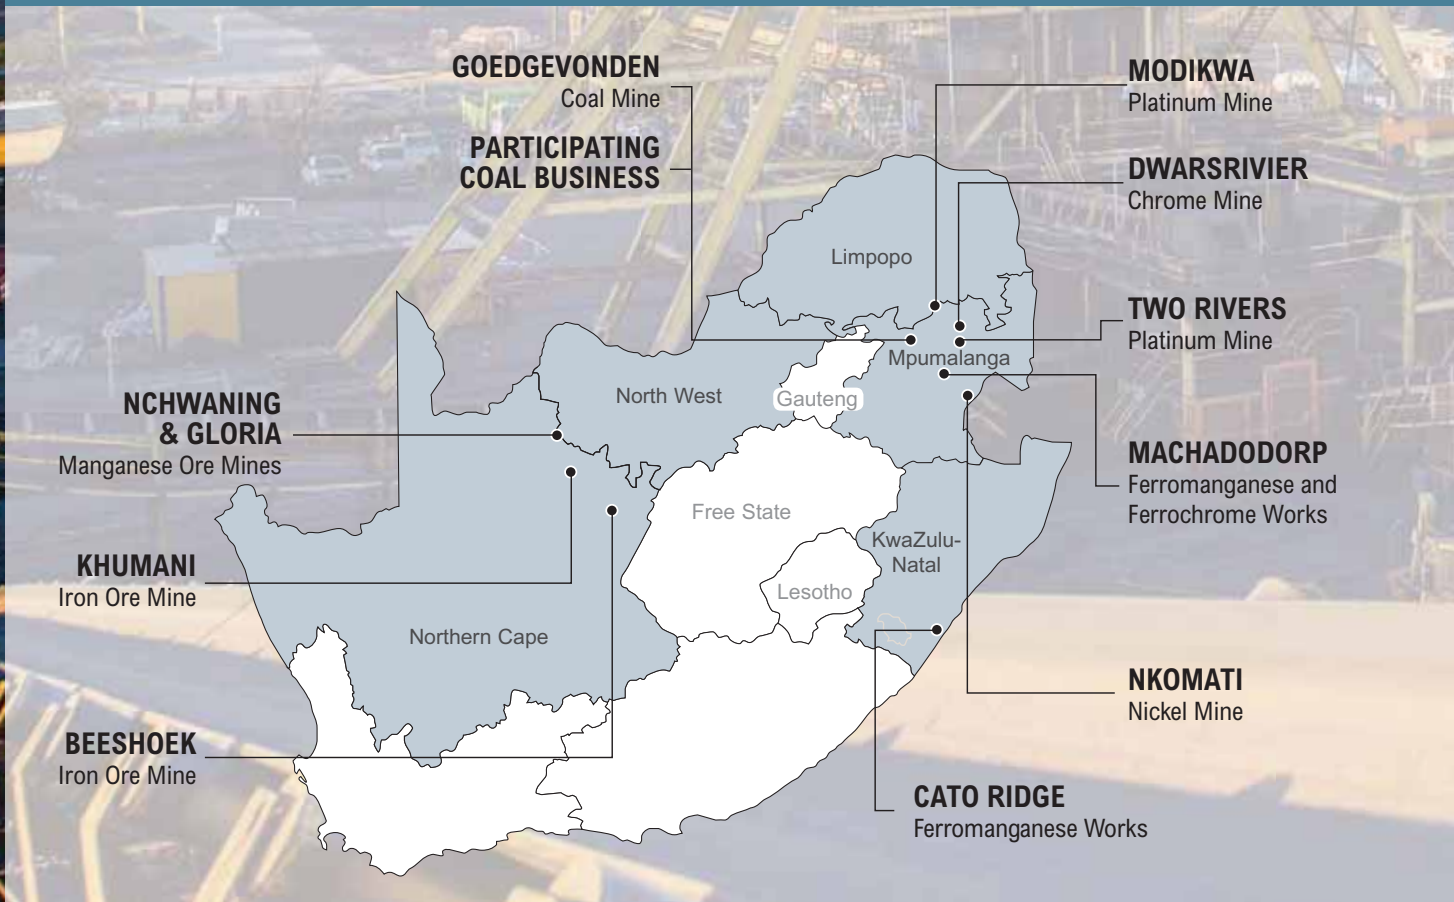 GOEDGEVONDEN
Coal Mine
PARTICIPATING
COAL BUSINESS
MODIKWA
Platinum Mine
DWARSRIVIER
Chrome Mine
TWO RIVERS
Platinum Mine
Limpopo
Mpumalanga
North West
Gauteng
NCHWANING
& GLORIA
Manganese Ore Mines
MACHADODORP
Ferromanganese and
Ferrochrome Works
Free State
KwaZulu-
Natal
Lesotho
KHUMANI
Iron Ore Mine
Northern Cape
NKOMATI
Nickel Mine
BEESHOEK
Iron Ore Mine
CATO RIDGE
Ferromanganese Works